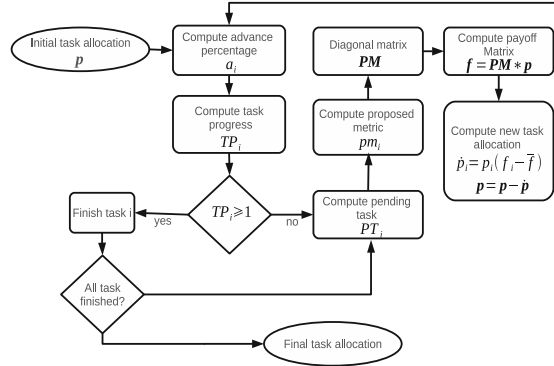 Initial task allocation
p
Compute advance
percentage
a_i
Compute task
progress
TP_i
TP_i⩾1
yes
no
Finish task i
All task
finished?
Final task allocation
Compute pending
task
PT_i
Compute proposed
metric
pm_i
Diagonal matrix
PM
Compute payoff
Matrix
f=PM*p
Compute new task
allocation
ṗ_i=p_i(f_i−f̅)
p=p−ṗ